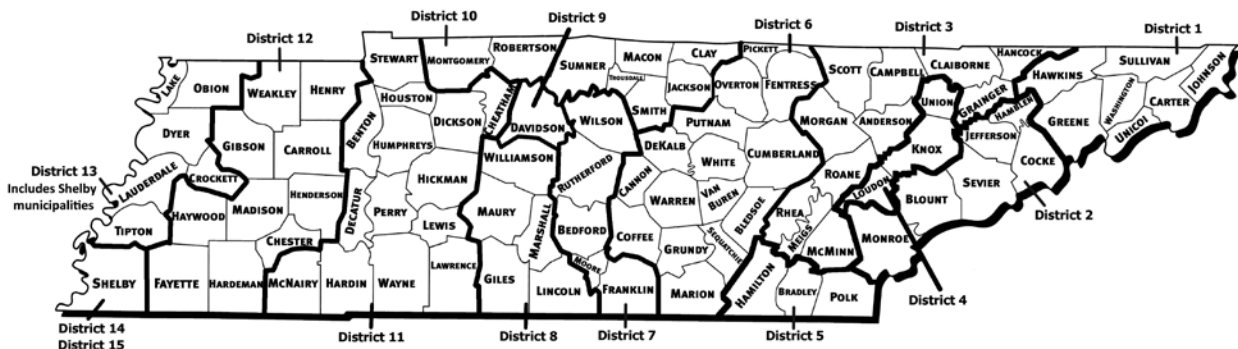 District 10
District 9
District 6
District 3
District 1
District 12
STEWART
MONTGOMERY
ROBERTSON
SUMNER
MACON
CLAY
PICKETT
SCOTT
CAMPBELL
CLAIBORNE
HANCOCK
HAWKINS
SULLIVAN
JOHNSON
LAKE
OBION
WEAKLEY
HENRY
HOUSTON
CHEATHAM
TROUSDALE
JACKSON
OVERTON
FENTRESS
UNION
GRAINGER
HAMBLEN
GREENE
WASHINGTON
CARTER
UNICOI
DYER
GIBSON
CARROLL
BENTON
HUMPHREYS
DICKSON
DAVIDSON
WILSON
SMITH
PUTNAM
MORGAN
ANDERSON
KNOX
JEFFERSON
COCKE
District 13
Includes Shelby
municipalities
LAUDERDALE
CROCKETT
HAYWOOD
MADISON
HENDERSON
DECATUR
PERRY
HICKMAN
WILLIAMSON
RUTHERFORD
CANNON
DEKALB
WHITE
CUMBERLAND
ROANE
LOUDON
BLOUNT
SEVIER
District 2
TIPTON
CHESTER
LEWIS
MAURY
MARSHALL
BEDFORD
COFFEE
WARREN
VAN
BUREN
BLEDSOE
RHEA
MEIGS
MCMINN
MONROE
SHELBY
FAYETTE
HARDEMAN
MCNAIRY
HARDIN
WAYNE
LAWRENCE
GILES
LINCOLN
MOORE
FRANKLIN
GRUNDY
SEQUATCHIE
MARION
HAMILTON
BRADLEY
POLK
District 4
District 14
District 15
District 11
District 8
District 7
District 5